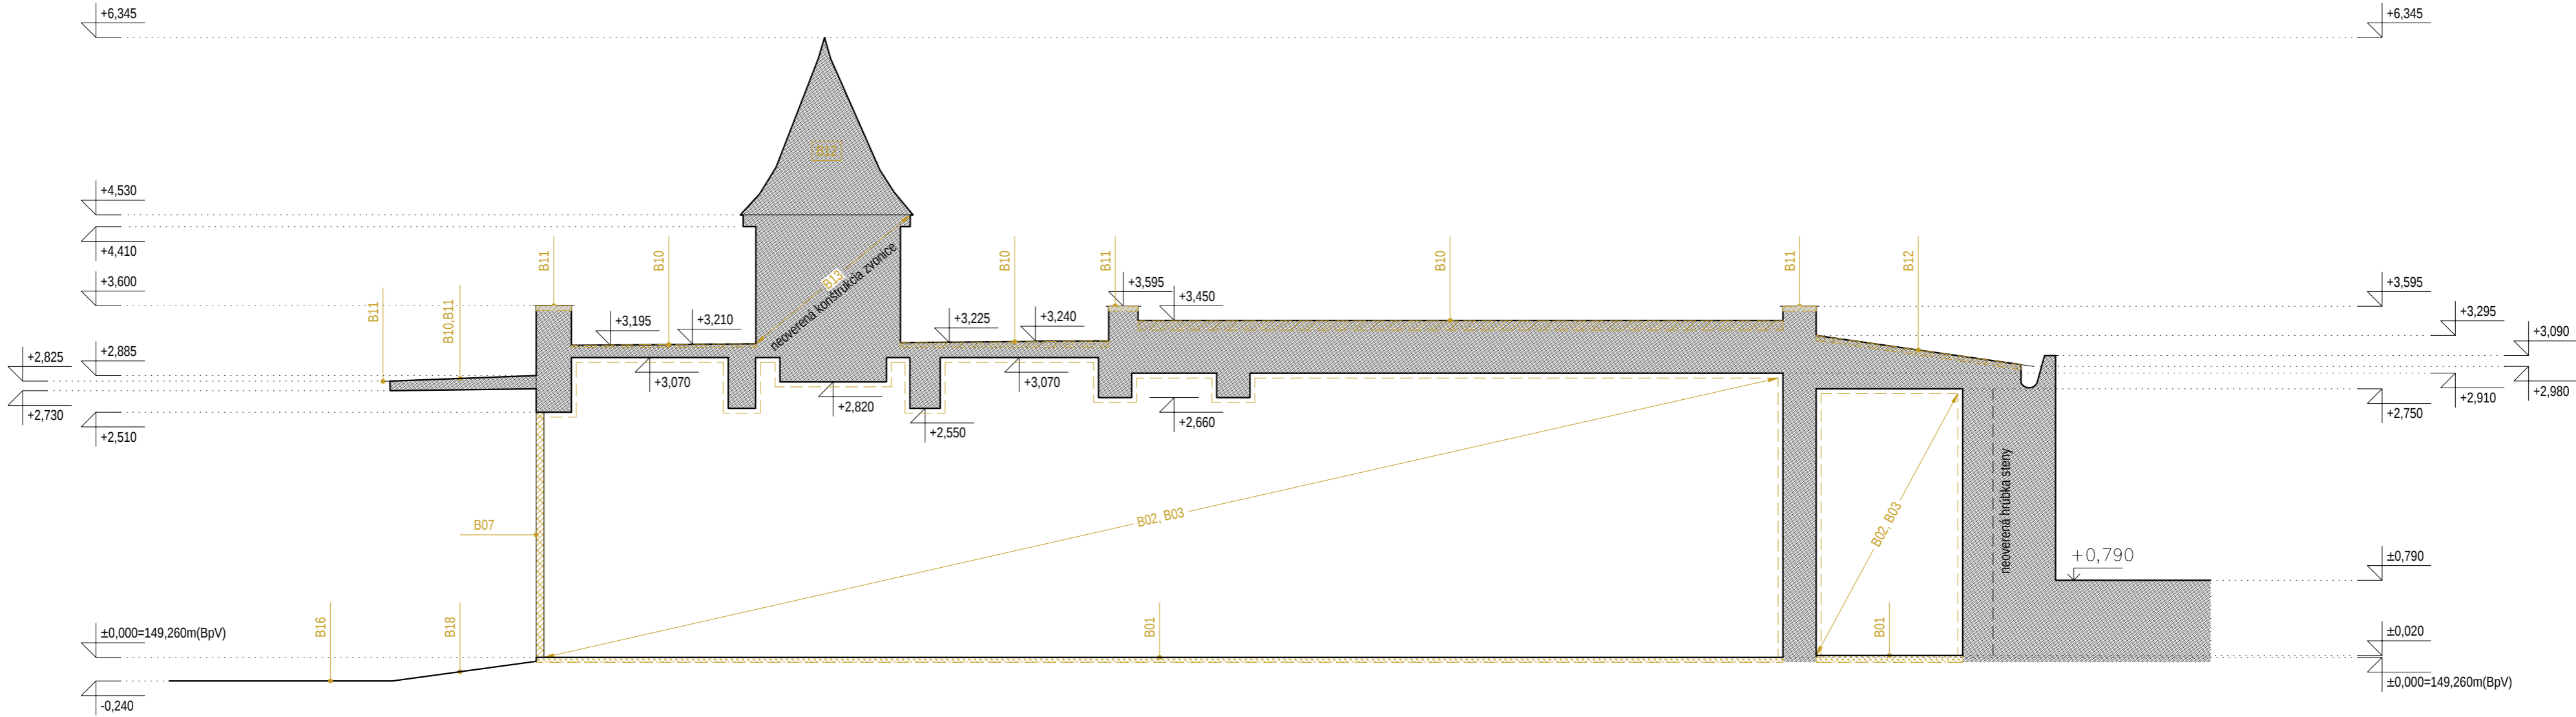 +6,345
+6,345
B12
+4,530
+4,410
B13
neoverená konštrukcia zvonice
B11
B10
B10
B11
B10
B11
B12
+3,600
+3,595
+3,450
+3,595
B11
B10,B11
+3,195
+3,210
+3,225
+3,240
+3,295
+3,090
+2,825
+2,885
+3,070
+3,070
+2,730
+2,820
+2,660
+2,750
+2,910
+2,980
+2,510
+2,550
B07
B02, B03
B02, B03
neoverená hrúbka steny
+0,790
±0,790
B16
B18
B01
B01
±0,000=149,260m(BpV)
±0,020
-0,240
±0,000=149,260m(BpV)